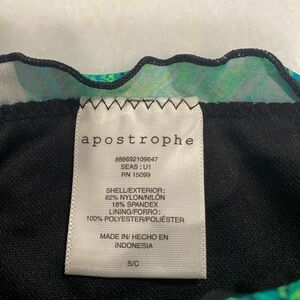 apostrophe
886692109647
SEAS : U1
RN 15099
SHELL/EXTERIOR:
82% NYLON/NILÓN
18% SPANDEX
LINING/FORRO:
100% POLYESTER/POLIÉSTER
MADE IN/ HECHO EN
INDONESIA
S/C